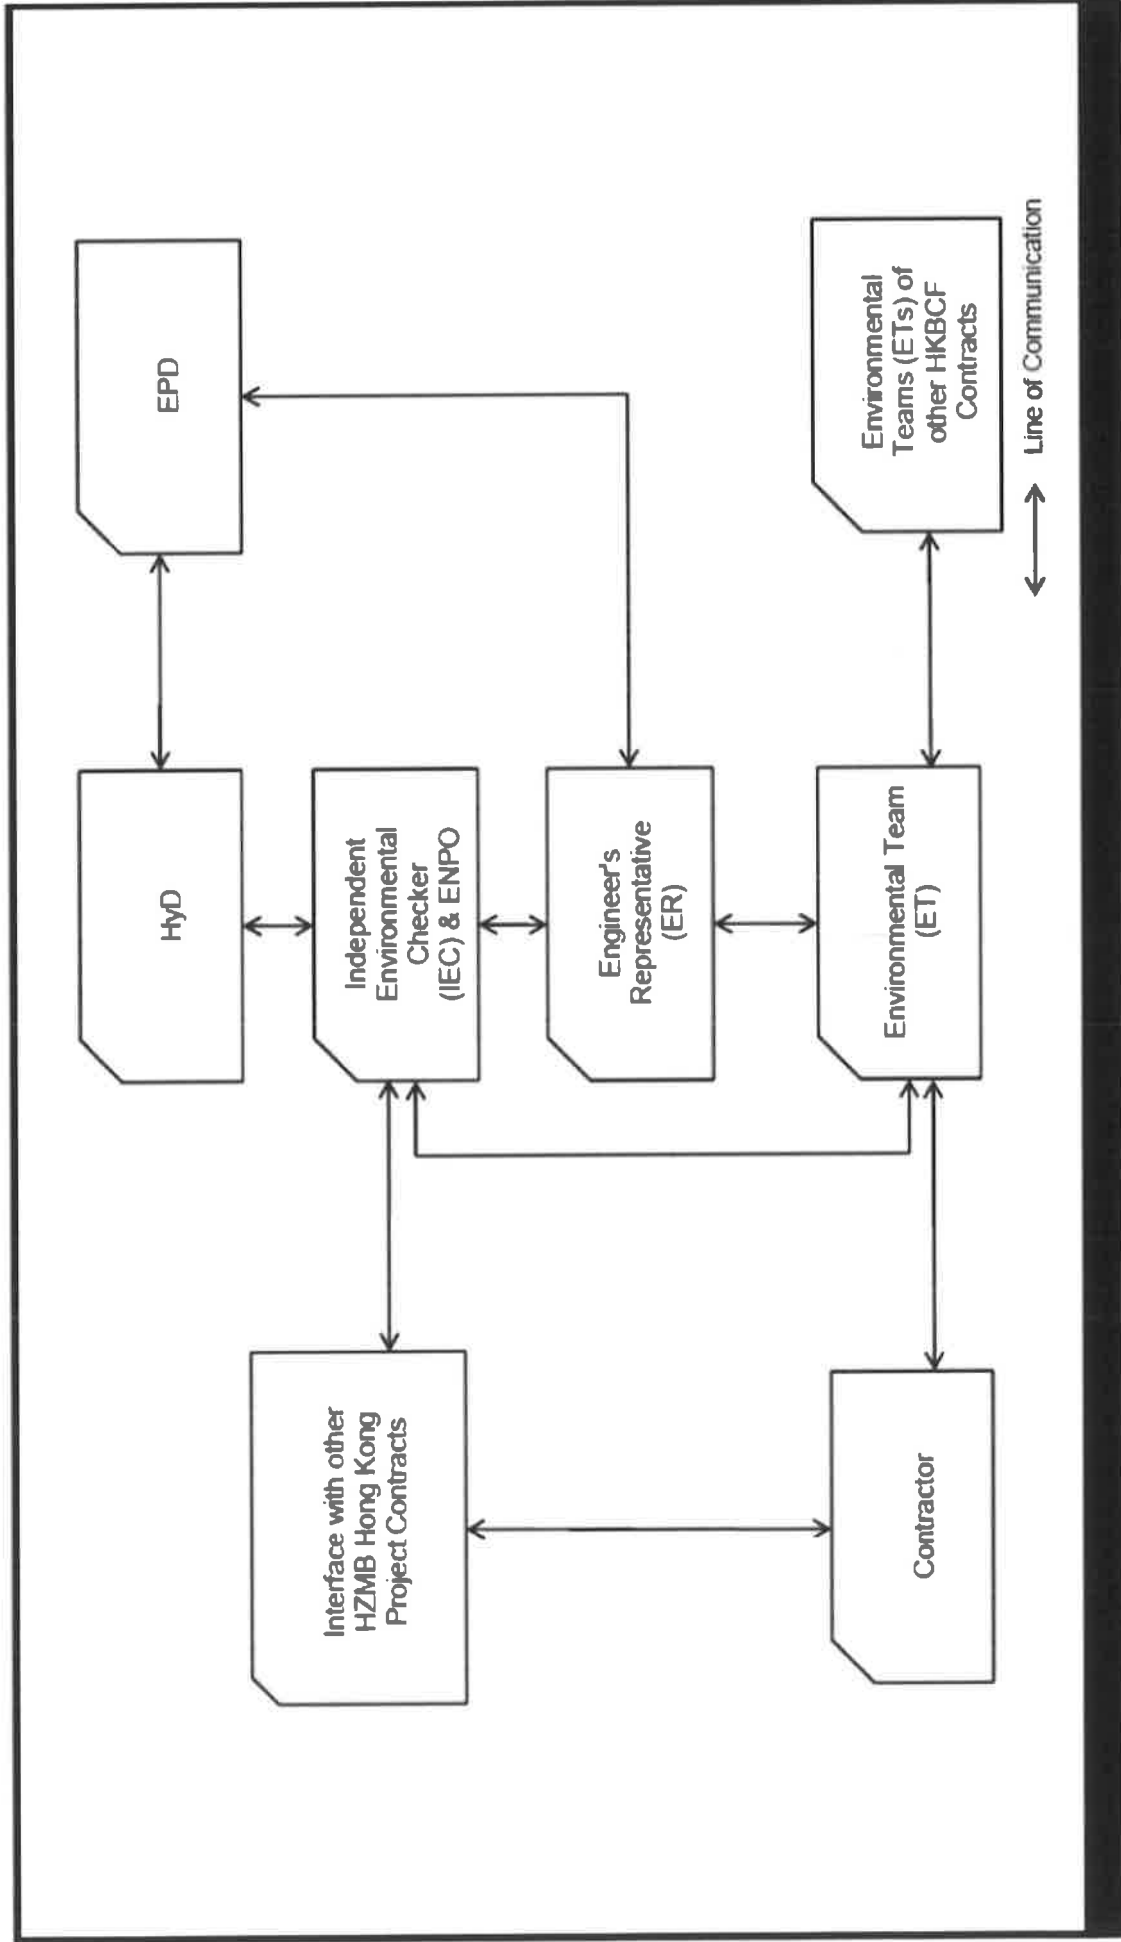 HyD
EPD
Interface with other
HZMB Hong Kong
Project Contracts
Independent
Environmental
Checker
(IEC) & ENPO
Engineer's
Representative
(ER)
Contractor
Environmental Team
(ET)
Environmental
Teams (ETs) of
other HKBCF
Contracts
Line of Communication